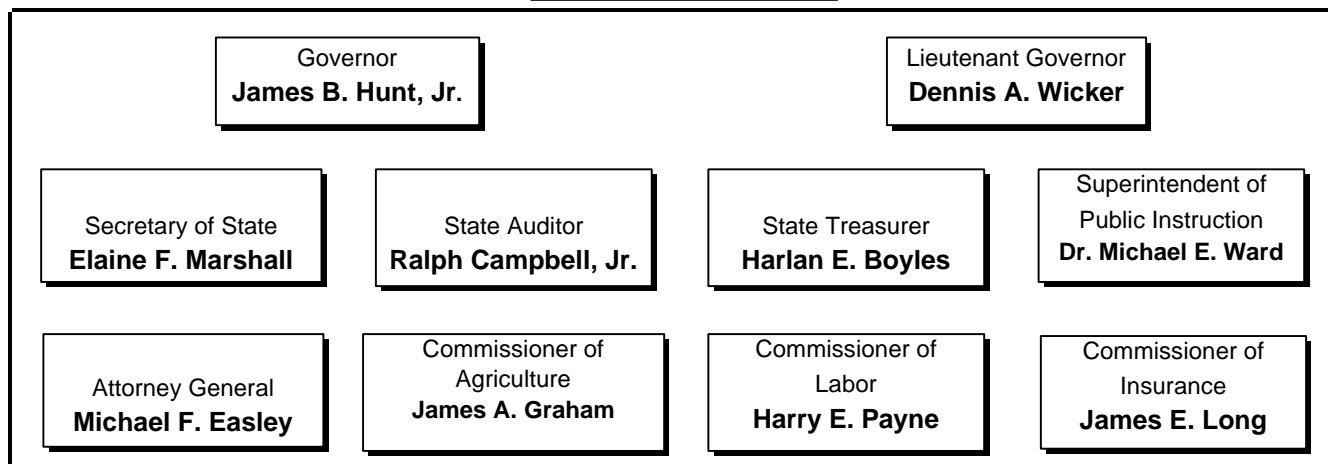 Governor
James B. Hunt, Jr.
Lieutenant Governor
Dennis A. Wicker
Secretary of State
Elaine F. Marshall
State Auditor
Ralph Campbell, Jr.
State Treasurer
Harlan E. Boyles
Superintendent of
Public Instruction
Dr. Michael E. Ward
Attorney General
Michael F. Easley
Commissioner of
Agriculture
James A. Graham
Commissioner of
Labor
Harry E. Payne
Commissioner of
Insurance
James E. Long